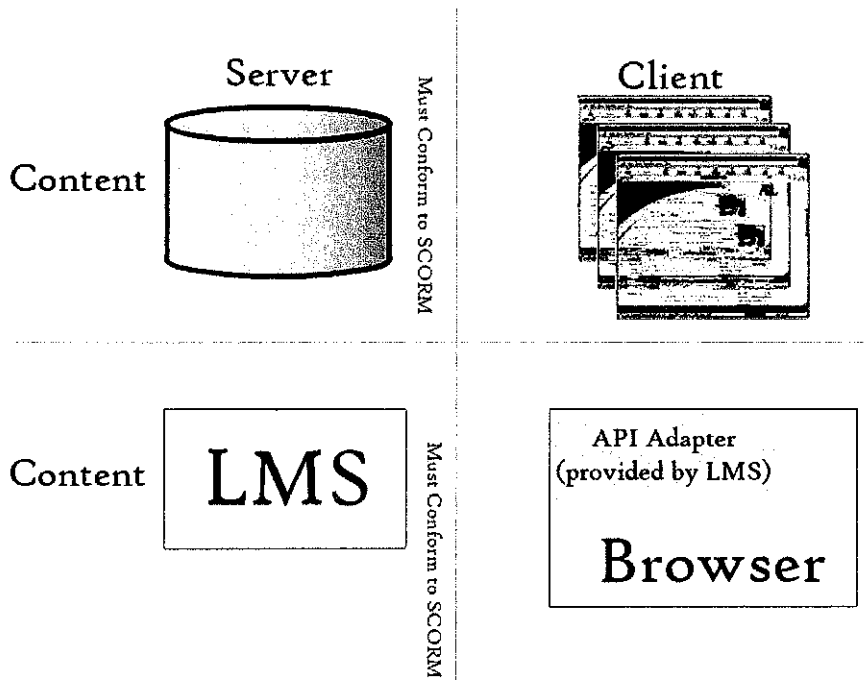 Server
Client
Content
Must Conform to SCORM
Content
LMS
Must Conform to SCORM
API Adapter
(provided by LMS)
Browser